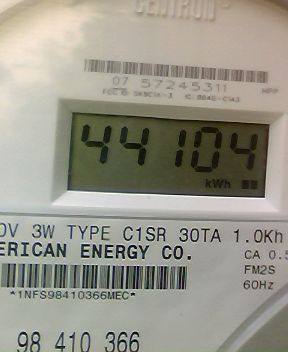 CENTRON
07 57245311
44104
kWh
0V 3W TYPE C1SR 30TA 1.0Kh
ERICAN ENERGY CO.
CA 0.5
FM2S
*1NFS98410366MEC*
60Hz
98 410 366